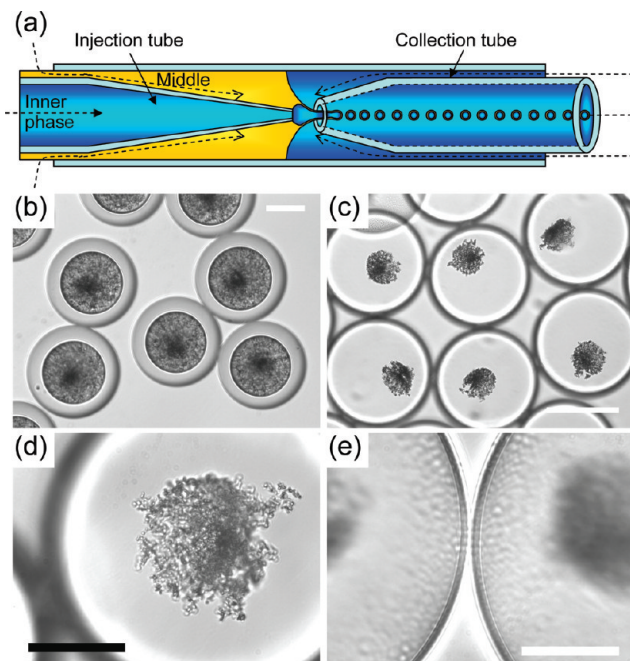 (a)
Injection tube
Collection tube
Middle
Inner
phase
(b)
(c)
(d)
(e)